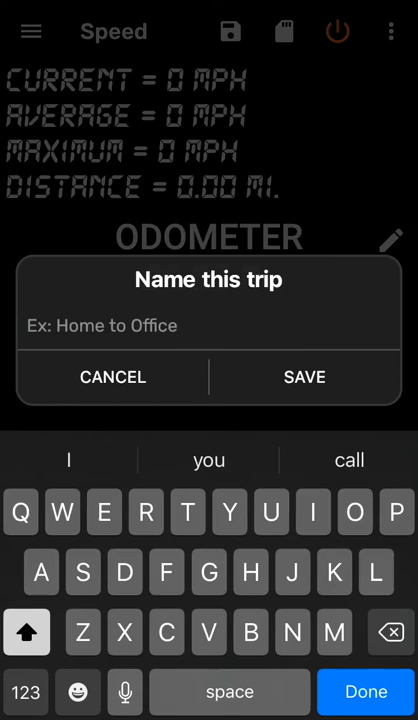 Speed
CURRENT = 0 MPH
AVERAGE = 0 MPH
MAXIMUM = 0 MPH
DISTANCE = 0.00 MI.
ODOMETER
Name this trip
Ex: Home to Office
CANCEL SAVE
I you call
Q W E R T Y U I O P
A S D F G H J K L
Z X C V B N M
123 space Done